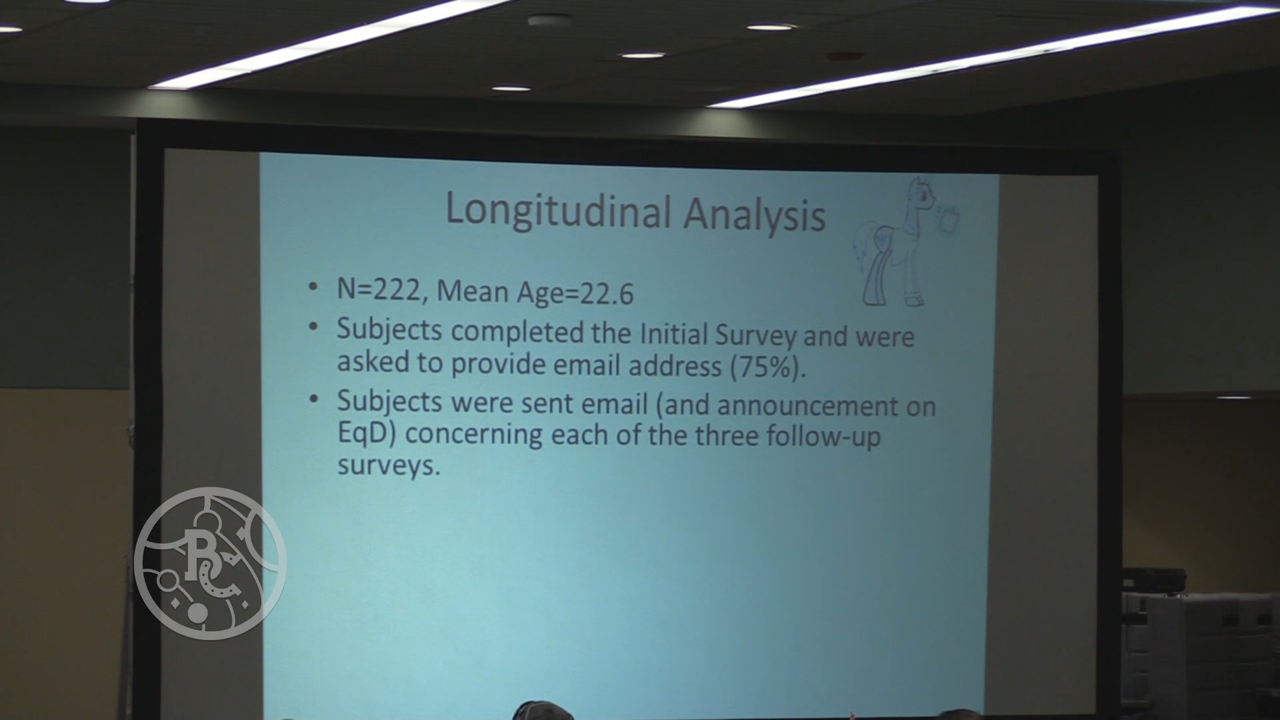 Longitudinal Analysis
• N=222, Mean Age=22.6
• Subjects completed the Initial Survey and were
asked to provide email address (75%).
• Subjects were sent email (and announcement on
EqD) concerning each of the three follow-up
surveys.
BC